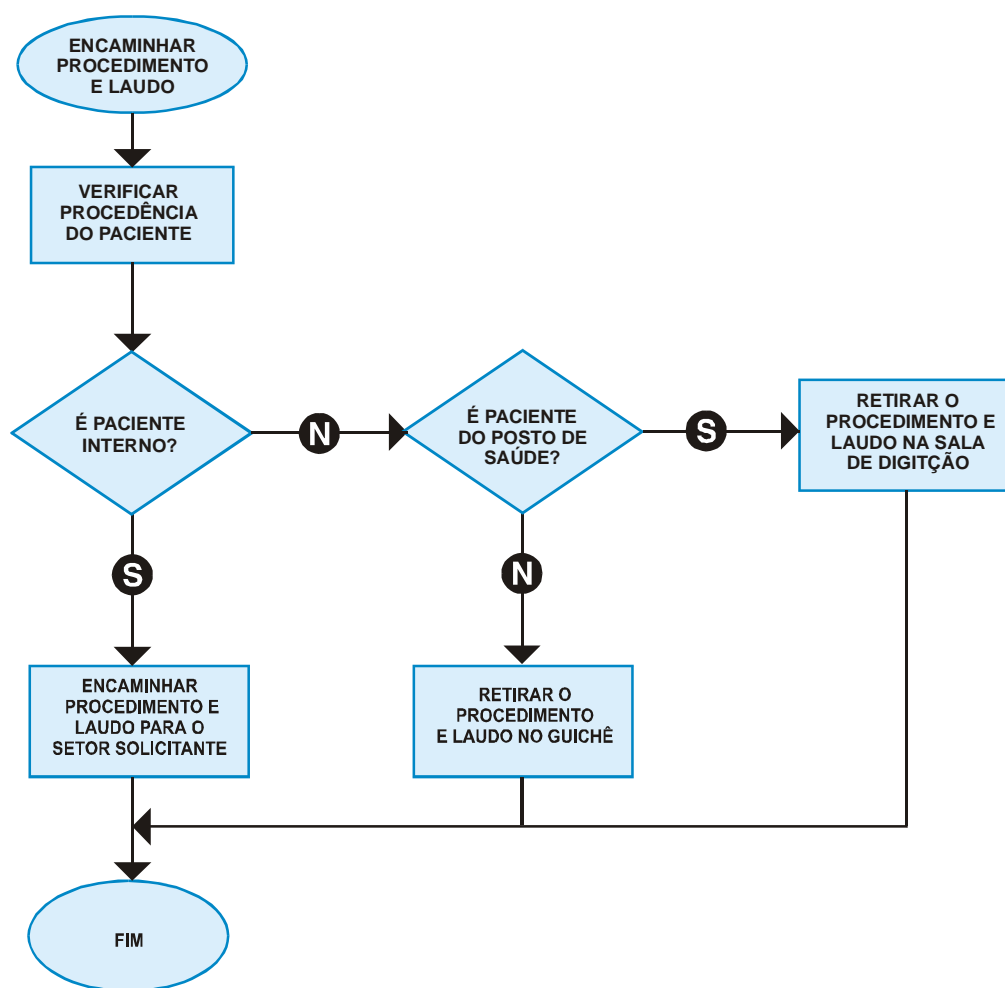 ENCAMINHAR
PROCEDIMENTO
E LAUDO
VERIFICAR
PROCEDÊNCIA
DO PACIENTE
É PACIENTE
INTERNO?
N
É PACIENTE
DO POSTO DE
SAÚDE?
S
RETIRAR O
PROCEDIMENTO E
LAUDO NA SALA
DE DIGITÇÃO
S
N
ENCAMINHAR
PROCEDIMENTO E
LAUDO PARA O
SETOR SOLICITANTE
RETIRAR O
PROCEDIMENTO
E LAUDO NO GUICHÊ
FIM